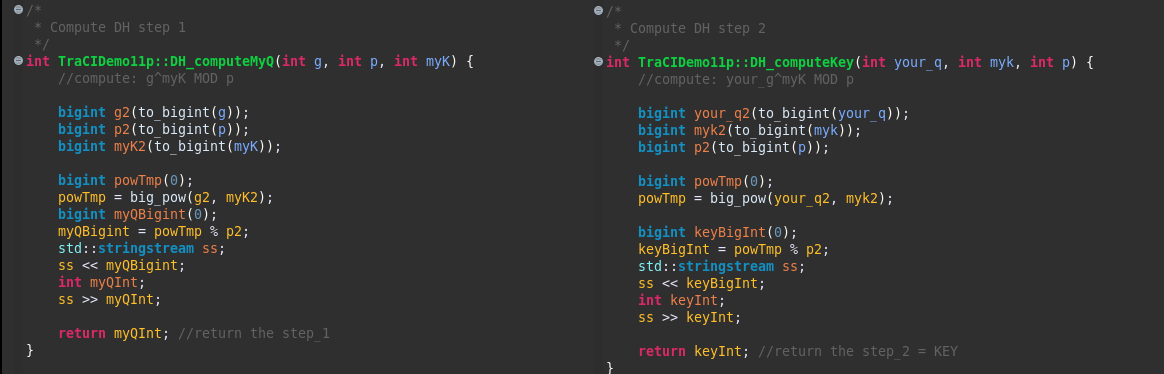 /*
 * Compute DH step 1
 */
int TraCIDemo11p::DH_computeMyQ(int g, int p, int myK) {
    //compute: g^myK MOD p

    bigint g2(to_bigint(g));
    bigint p2(to_bigint(p));
    bigint myK2(to_bigint(myK));

    bigint powTmp(0);
    powTmp = big_pow(g2, myK2);
    bigint myQBigint(0);
    myQBigint = powTmp % p2;
    std::stringstream ss;
    ss << myQBigint;
    int myQInt;
    ss >> myQInt;

    return myQInt; //return the step_1
}
/*
 * Compute DH step 2
 */
int TraCIDemo11p::DH_computeKey(int your_q, int myk, int p) {
    //compute: your_g^myK MOD p

    bigint your_q2(to_bigint(your_q));
    bigint myk2(to_bigint(myk));
    bigint p2(to_bigint(p));

    bigint powTmp(0);
    powTmp = big_pow(your_q2, myk2);

    bigint keyBigInt(0);
    keyBigInt = powTmp % p2;
    std::stringstream ss;
    ss << keyBigInt;
    int keyInt;
    ss >> keyInt;

    return keyInt; //return the step_2 = KEY
}